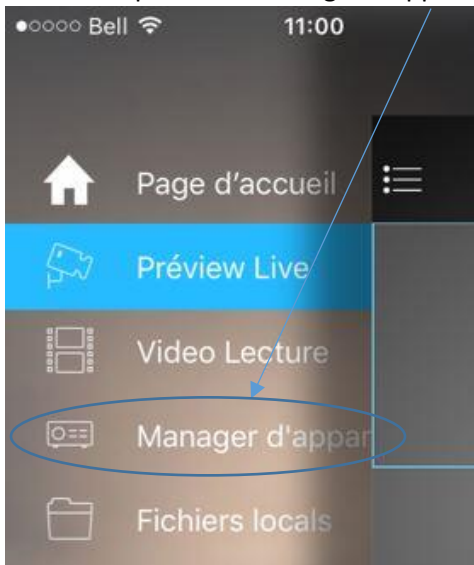 Bell 11:00
Page d'accueil
Préview Live
Video Lecture
Manager d'appar
Fichiers locals